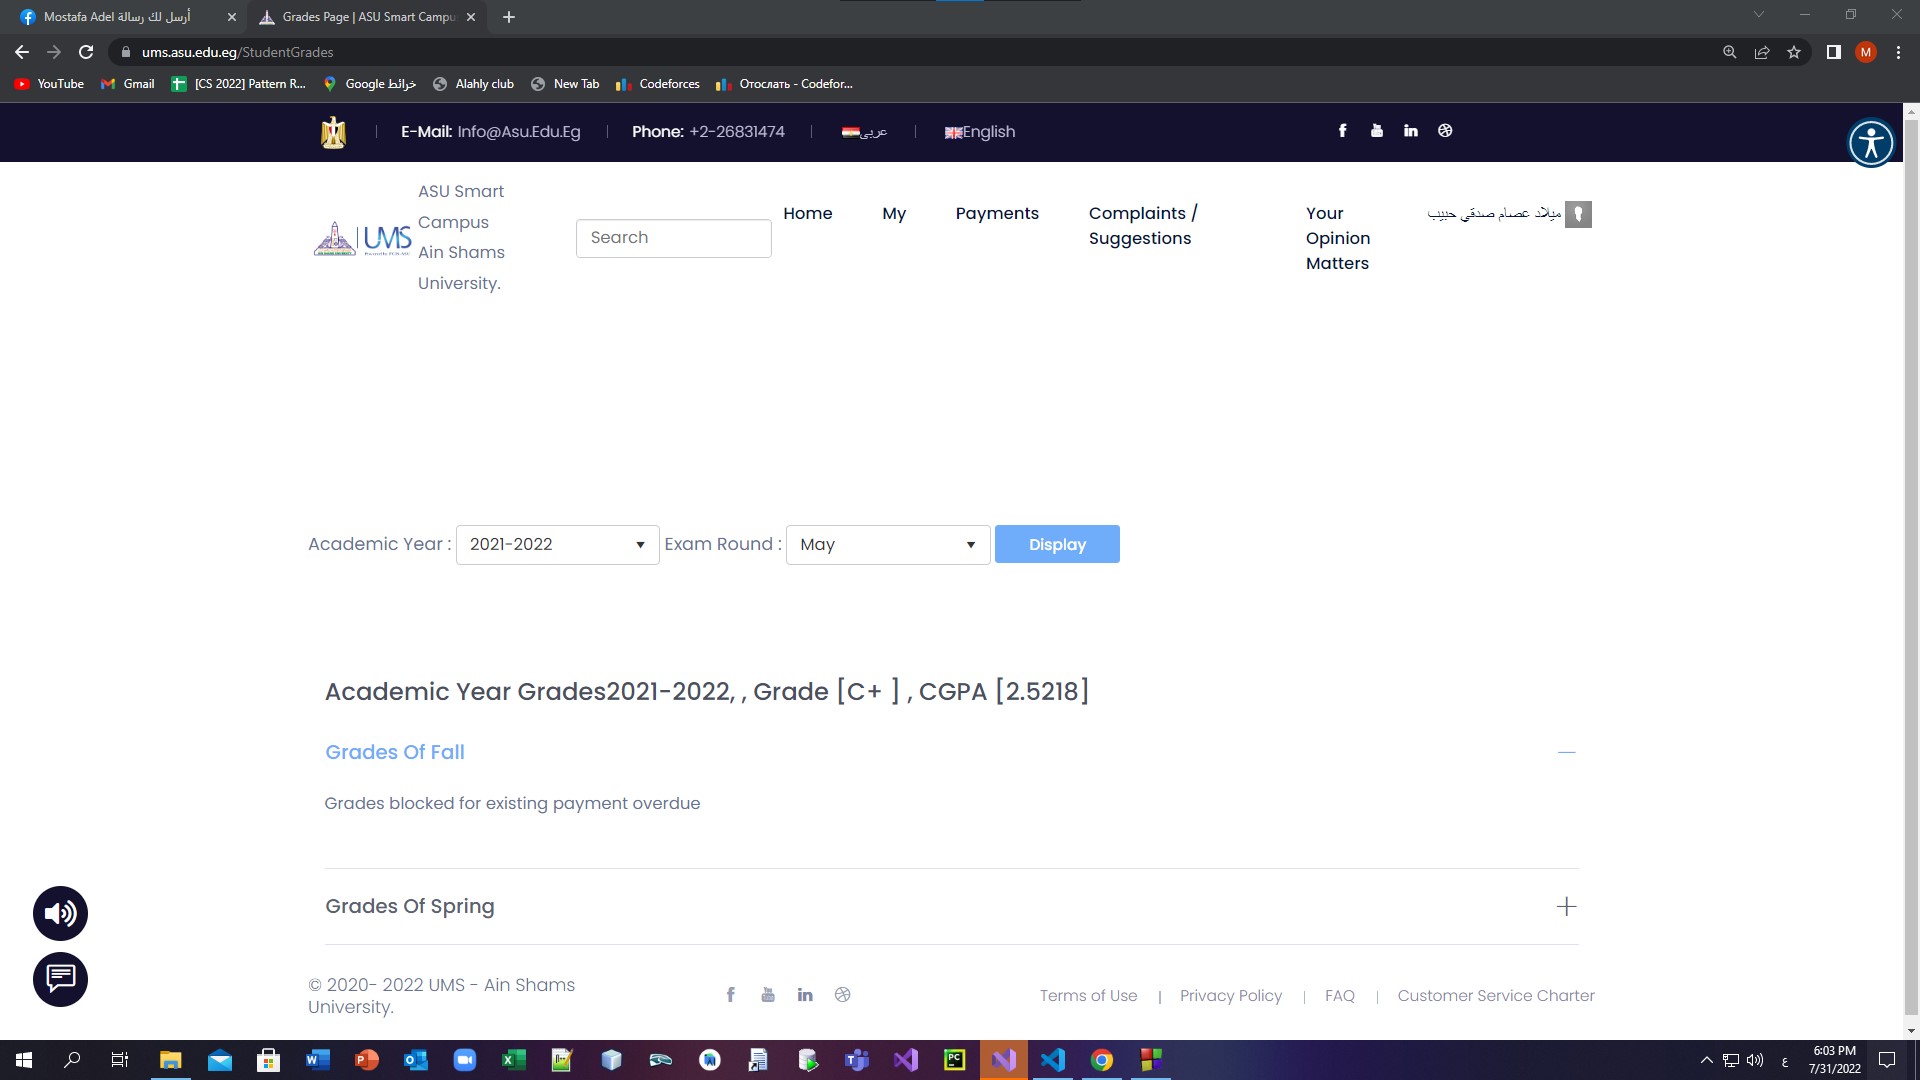 Mostafa Adel أرسل لك رسالة
Grades Page | ASU Smart Campu
ums.asu.edu.eg/StudentGrades
M
YouTube
Gmail
[CS 2022] Pattern R...
خرائط Google
Alahly club
New Tab
Codeforces
Отослать - Codefor...
E-Mail: Info@Asu.Edu.Eg
Phone: +2-26831474
عربى
English
ASU Smart
Campus
Ain Shams
University.
UMS
Search
Home
My
Payments
Complaints /
Suggestions
Your
Opinion
Matters
ميلاد عصام صدقي حبيب
Academic Year :
2021-2022
Exam Round :
May
Display
Academic Year Grades2021-2022, , Grade [C+ ] , CGPA [2.5218]
Grades Of Fall
Grades blocked for existing payment overdue
Grades Of Spring
© 2020- 2022 UMS - Ain Shams
University.
Terms of Use | Privacy Policy | FAQ | Customer Service Charter
ع
6:03 PM
7/31/2022